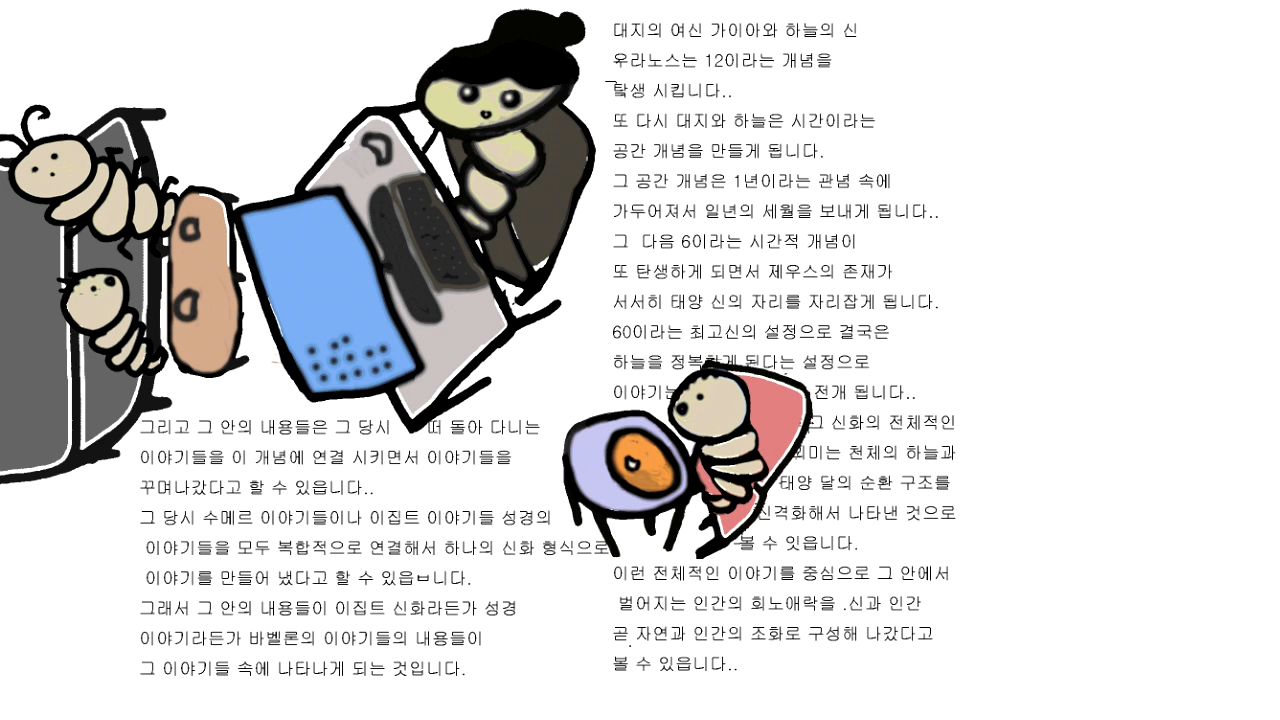 대지의 여신 가이아와 하늘의 신
우라노스는 12이라는 개념을
탘생 시킵니다..
또 다시 대지와 하늘은 시간이라는
공간 개념을 만들게 됩니다.
그 공간 개념은 1년이라는 관념 속에
가두어져서 일년의 세월을 보내게 됩니다..
그 다음 6이라는 시간적 개념이
또 탄생하게 되면서 제우스의 존재가
서서히 태양 신의 자리를 자리잡게 됩니다.
60이라는 최고신의 설정으로 결국은
하늘을 정복하게 된다는 설정으로
이야기는 전개 됩니다..
그 신화의 전체적인
의미는 천체의 하늘과
태양 달의 순환 구조를
신격화해서 나타낸 것으로
볼 수 잇읍니다.
이런 전체적인 이야기를 중심으로 그 안에서
벌어지는 인간의 희노애락을 .신과 인간
곧 자연과 인간의 조화로 구성해 나갔다고
볼 수 있읍니다..
그리고 그 안의 내용들은 그 당시 떠 돌아 다니는
이야기들을 이 개념에 연결 시키면서 이야기들을
꾸며나갔다고 할 수 있읍니다..
그 당시 수메르 이야기들이나 이집트 이야기들 성경의
이야기들을 모두 복합적으로 연결해서 하나의 신화 형식으로
이야기를 만들어 냈다고 할 수 있읍ㅂ니다.
그래서 그 안의 내용들이 이집트 신화라든가 성경
이야기라든가 바벨론의 이야기들의 내용들이
그 이야기들 속에 나타나게 되는 것입니다.